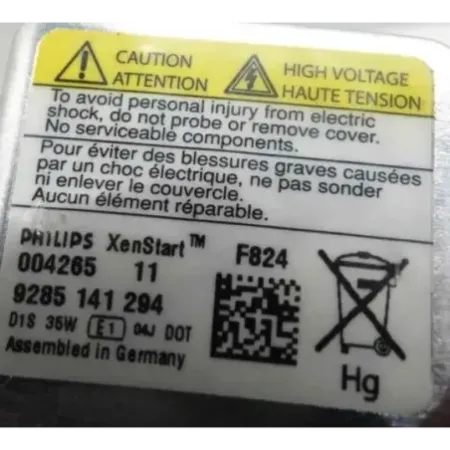 CAUTION
ATTENTION
HIGH VOLTAGE
HAUTE TENSION
To avoid personal injury from electric
shock, do not probe or remove cover.
No serviceable components.
Pour éviter des blessures graves causées
par un choc électrique, ne pas sonder
ni enlever le couvercle.
Aucun élément réparable.
PHILIPS XenStart™ F824
004265 11
9285 141 294
D1S 35W E1 04J DOT
Assembled in Germany
Hg